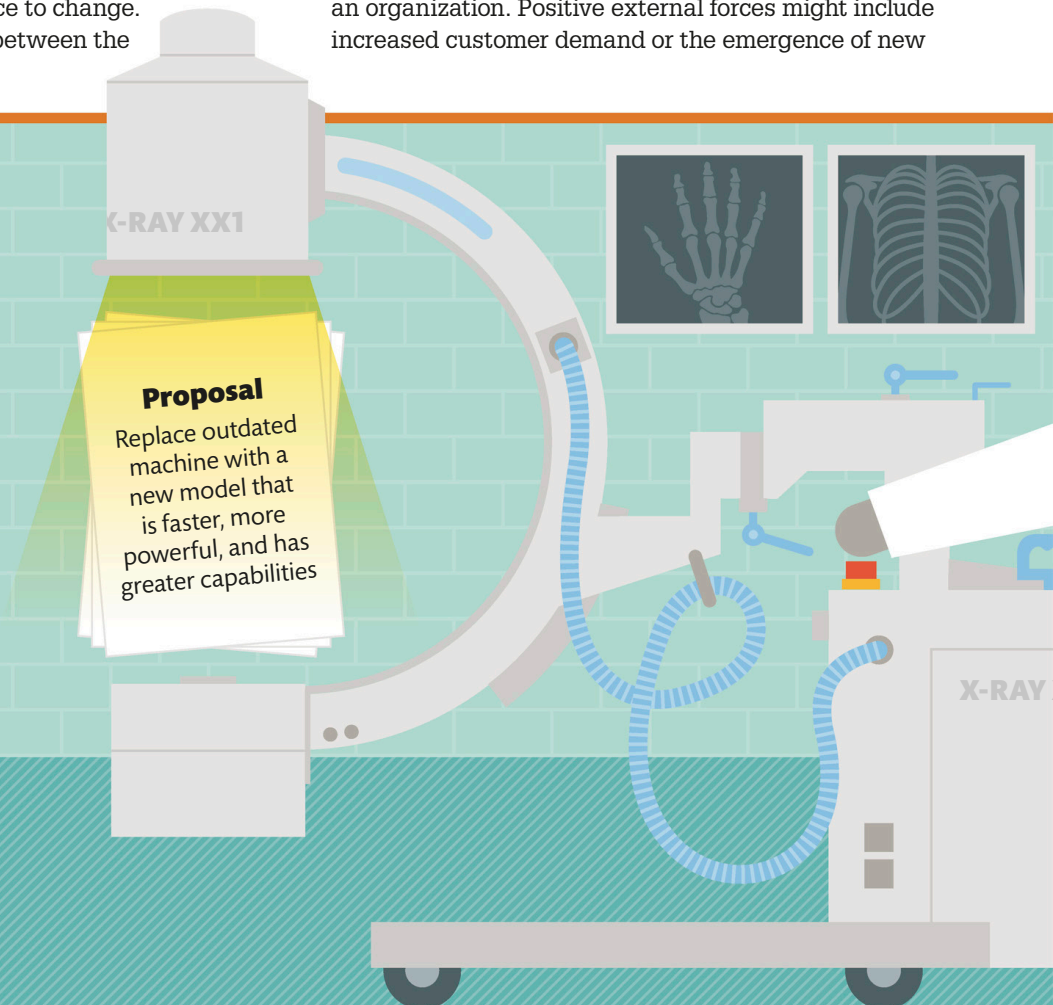 ce to change.
between the
an organization. Positive external forces might include
increased customer demand or the emergence of new
X-RAY XX1
Proposal
Replace outdated
machine with a
new model that
is faster, more
powerful, and has
greater capabilities
X-RAY